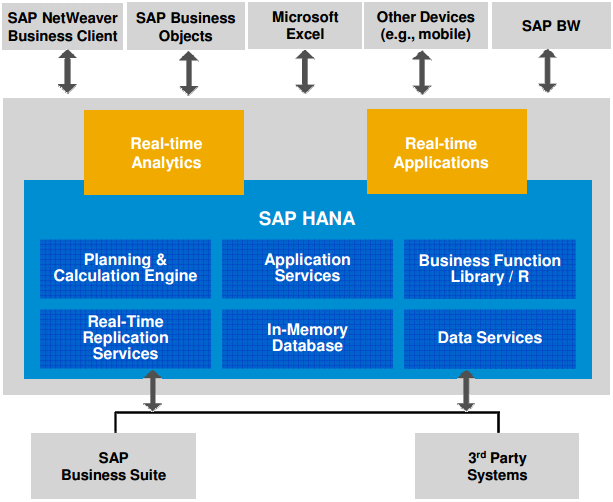 SAP NetWeaver
Business Client
SAP Business
Objects
Microsoft
Excel
Other Devices
(e.g., mobile)
SAP BW
Real-time
Analytics
Real-time
Applications
SAP HANA
Planning &
Calculation Engine
Application
Services
Business Function
Library / R
Real-Time
Replication
Services
In-Memory
Database
Data Services
SAP
Business Suite
3rd Party
Systems